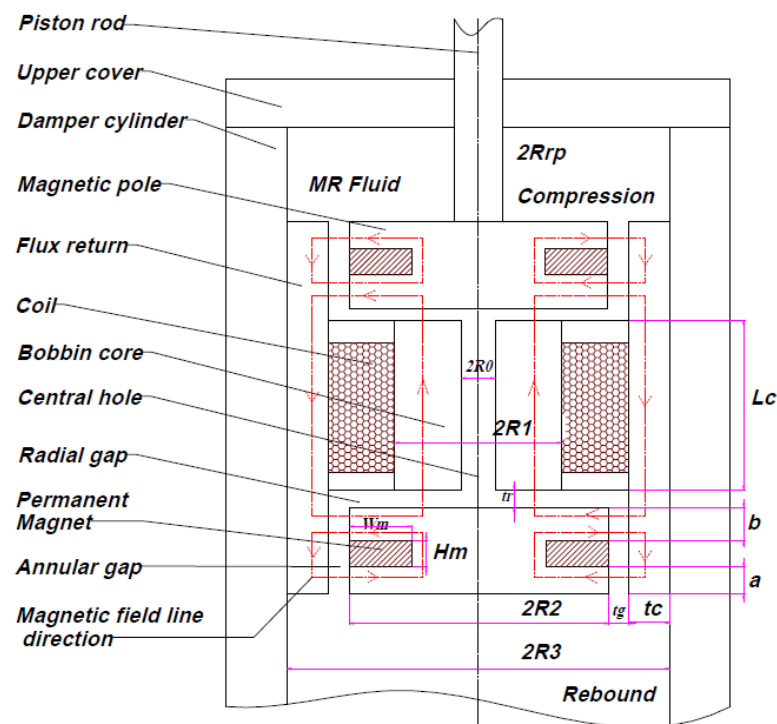 Piston rod
Upper cover
Damper cylinder
2Rrp
MR Fluid
Compression
Magnetic pole
Flux return
Coil
Bobbin core
2R0
Central hole
2R1
Lc
Radial gap
tr
Permanent
Magnet
Wm
b
Hm
Annular gap
a
Magnetic field line
direction
2R2
tg
tc
2R3
Rebound